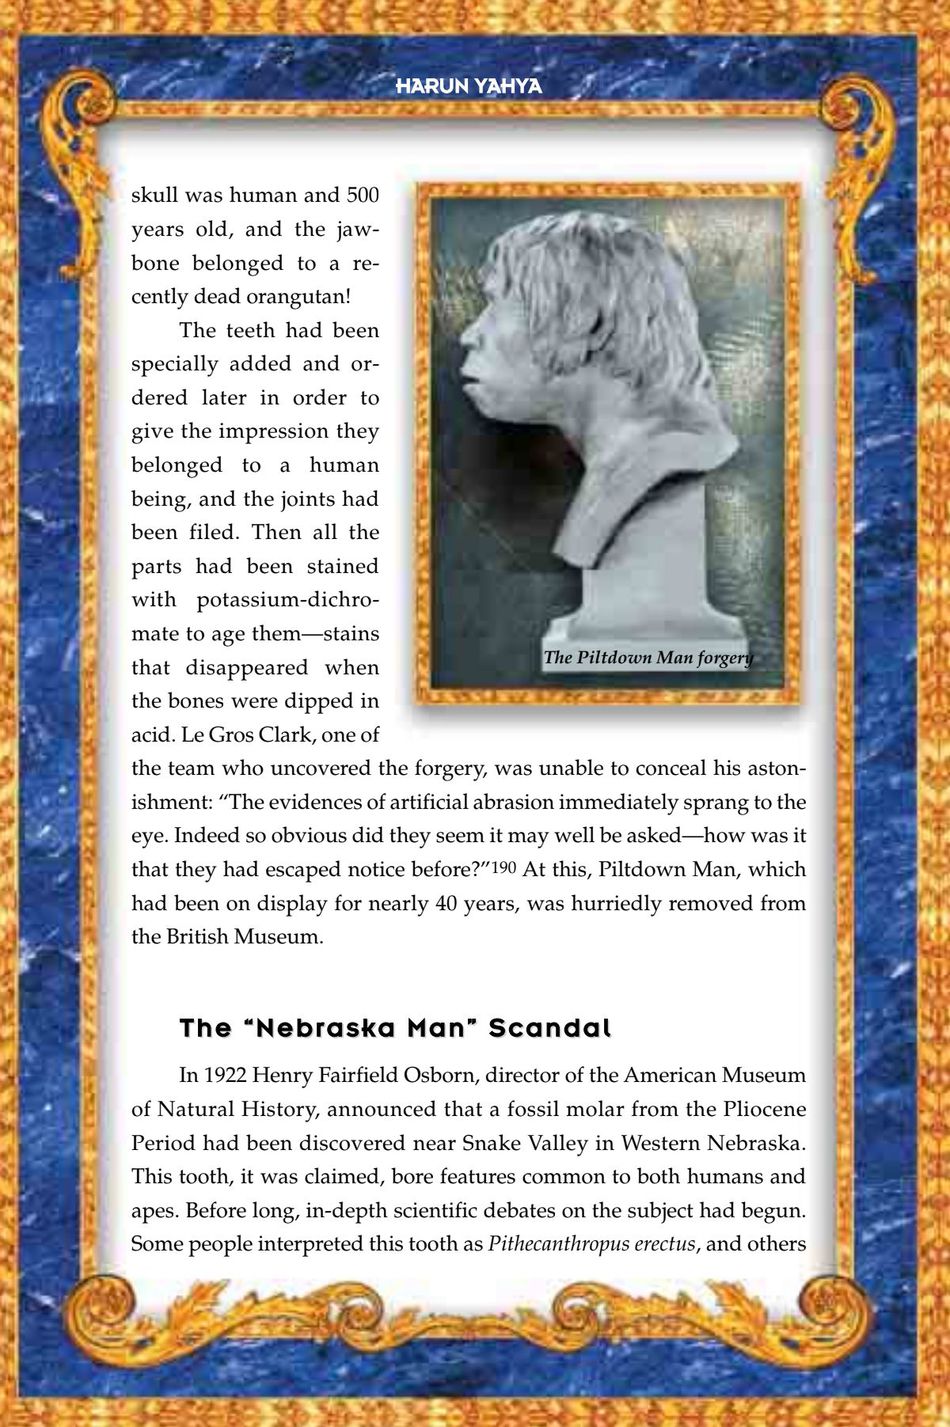 HARUN YAHYA
skull was human and 500
years old, and the jaw-
bone belonged to a re-
cently dead orangutan!
The teeth had been
specially added and or-
dered later in order to
give the impression they
belonged to a human
being, and the joints had
been filed. Then all the
parts had been stained
with potassium-dichro-
mate to age them—stains
that disappeared when
the bones were dipped in
acid. Le Gros Clark, one of
The Piltdown Man forgery
the team who uncovered the forgery, was unable to conceal his aston-
ishment: “The evidences of artificial abrasion immediately sprang to the
eye. Indeed so obvious did they seem it may well be asked—how was it
that they had escaped notice before?”190 At this, Piltdown Man, which
had been on display for nearly 40 years, was hurriedly removed from
the British Museum.
The “Nebraska Man” Scandal
In 1922 Henry Fairfield Osborn, director of the American Museum
of Natural History, announced that a fossil molar from the Pliocene
Period had been discovered near Snake Valley in Western Nebraska.
This tooth, it was claimed, bore features common to both humans and
apes. Before long, in-depth scientific debates on the subject had begun.
Some people interpreted this tooth as Pithecanthropus erectus, and others